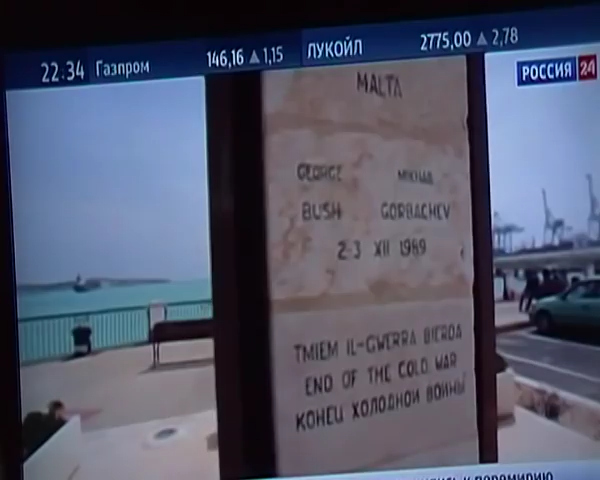 22:34 Газпром 146,16 ▲ 1,15 ЛУКОЙЛ 2775,00 ▲ 2,78
РОССИЯ 24
MALTA
GEORGE MIKHAIL
BUSH GORBACHEV
2-3 XII 1989
TMIEM IL-GWERRA BIERDA
END OF THE COLD WAR
КОНЕЦ ХОЛОДНОЙ ВОЙНЫ
к перемирию